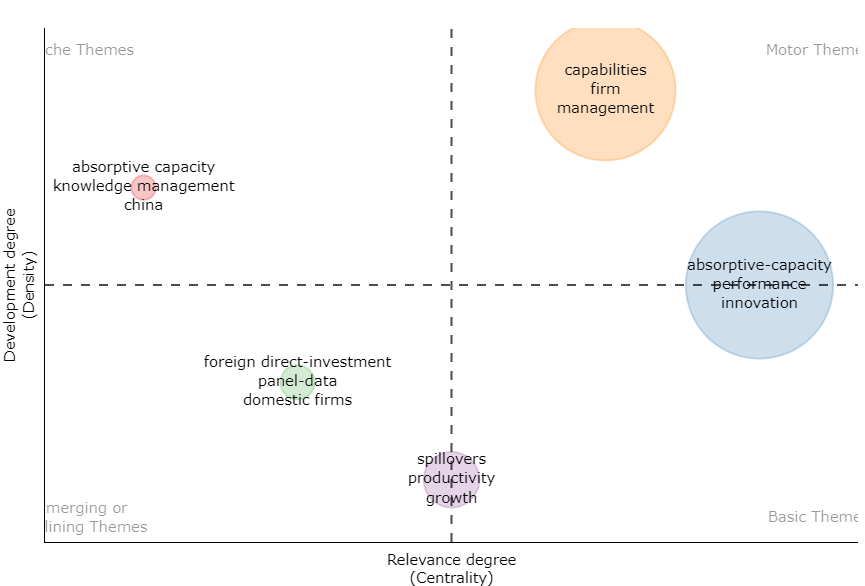 che Themes
Motor Theme
capabilities
firm
management
absorptive capacity
knowledge management
china
absorptive-capacity
performance
innovation
Development degree
(Density)
foreign direct-investment
panel-data
domestic firms
spillovers
productivity
growth
merging or
lining Themes
Basic Theme
Relevance degree
(Centrality)